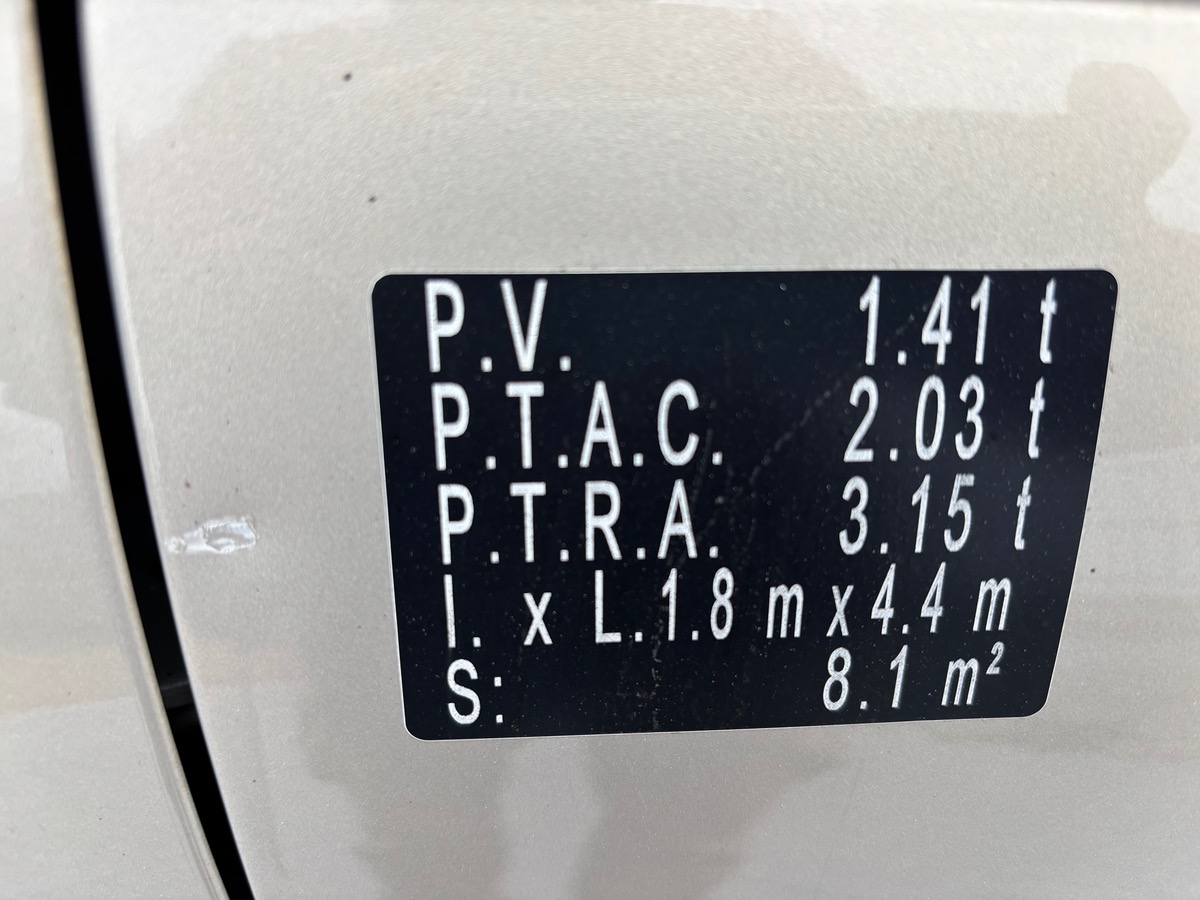 P.V. 1.41 t
P.T.A.C. 2.03 t
P.T.R.A. 3.15 t
l. x L.1.8 m x 4.4 m
S: 8.1 m²